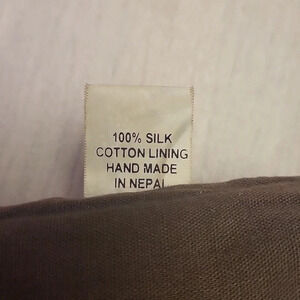 100% SILK
COTTON LINING
HAND MADE
IN NEPAL